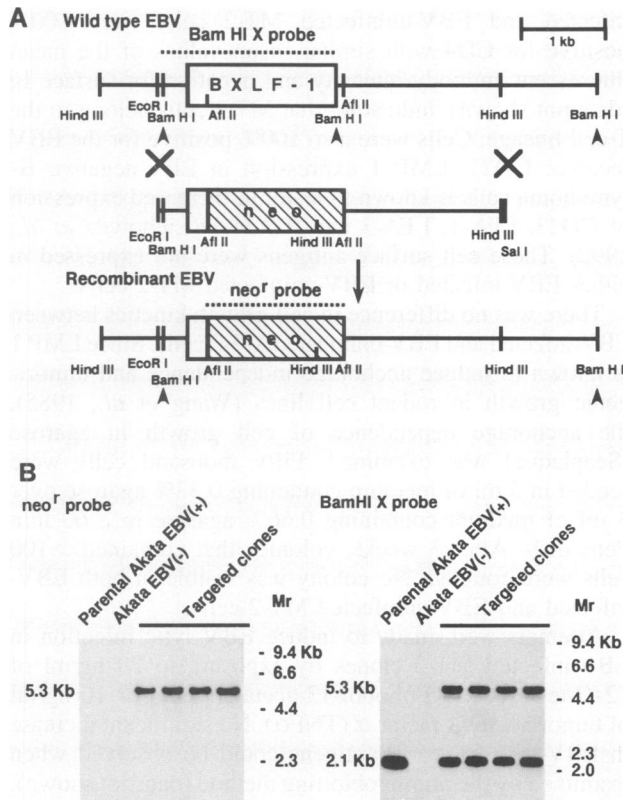 A
Wild type EBV
Bam HI X probe
1 kb
B X L F 1
Hind III
EcoR I
Bam H I
Afl II
Afl II
Bam H I
Hind III
Bam H I
n e o
EcoR I
Bam H I
Afl II
Hind III
Afl II
Hind III
Sal I
Recombinant EBV
neoʳ probe
n e o
Hind III
EcoR I
Bam H I
Afl II
Hind III
Afl II
Hind III
Bam H I
B
neoʳ probe
BamHI X probe
Parental Akata EBV(+)
Akata EBV(-)
Targeted clones
Mr
5.3 Kb
- 9.4 Kb
- 6.6
- 4.4
- 2.3
Parental Akata EBV(+)
Akata EBV(-)
Targeted clones
Mr
5.3 Kb
2.1 Kb
- 9.4 Kb
- 6.6
- 4.4
- 2.3
- 2.0